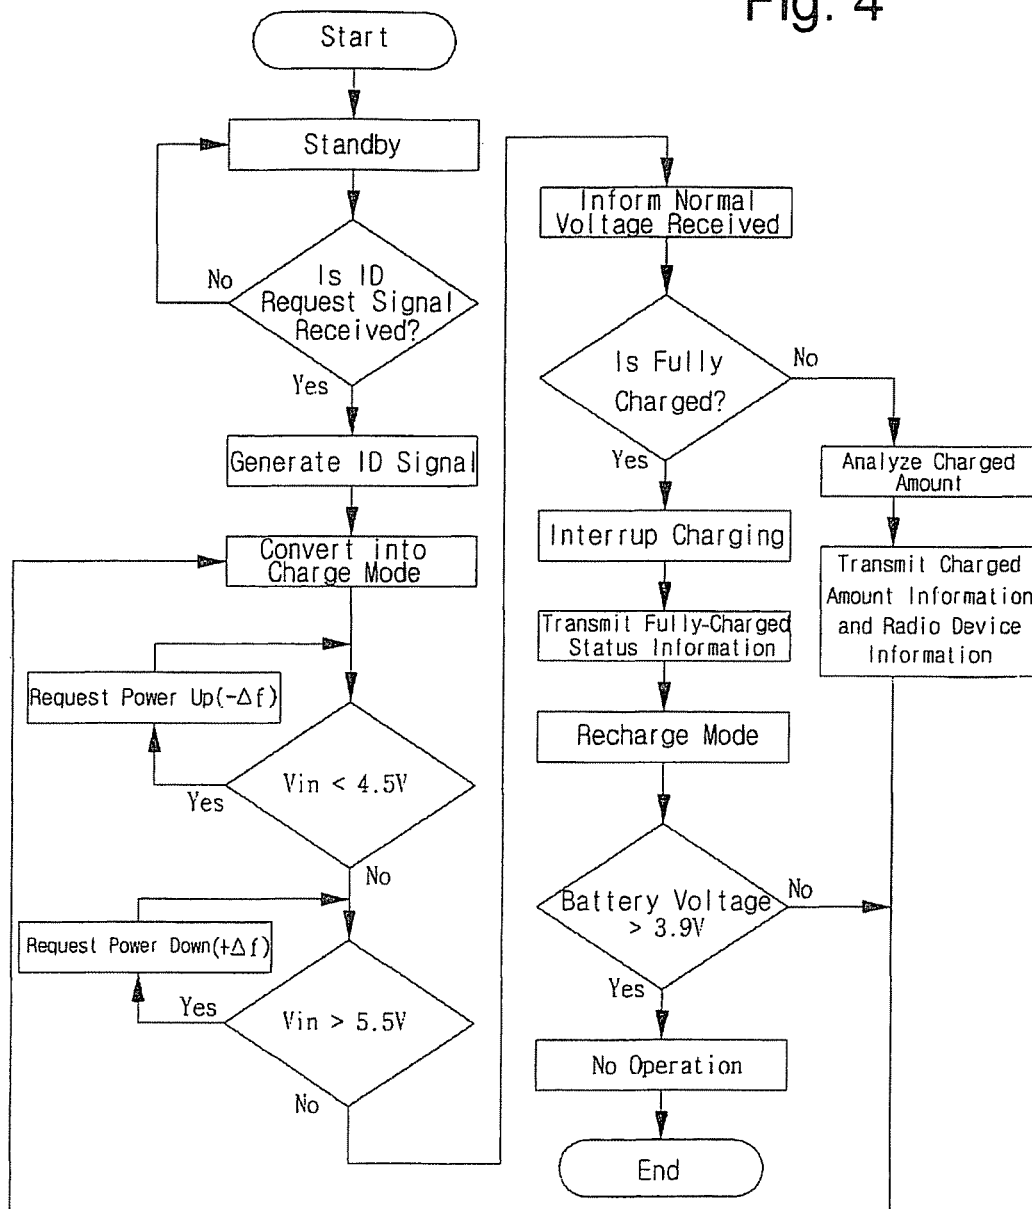 Fig. 4
Start
Standby
No
Is ID
Request Signal
Received?
Yes
Generate ID Signal
Convert into
Charge Mode
Request Power Up(-Δf)
Vin < 4.5V
Yes
No
Request Power Down(+Δf)
Yes
Vin > 5.5V
No
Inform Normal
Voltage Received
Is Fully
Charged?
No
Yes
Analyze Charged
Amount
Interrup Charging
Transmit Charged
Amount Information
and Radio Device
Information
Transmit Fully-Charged
Status Information
Recharge Mode
Battery Voltage
> 3.9V
No
Yes
No Operation
End